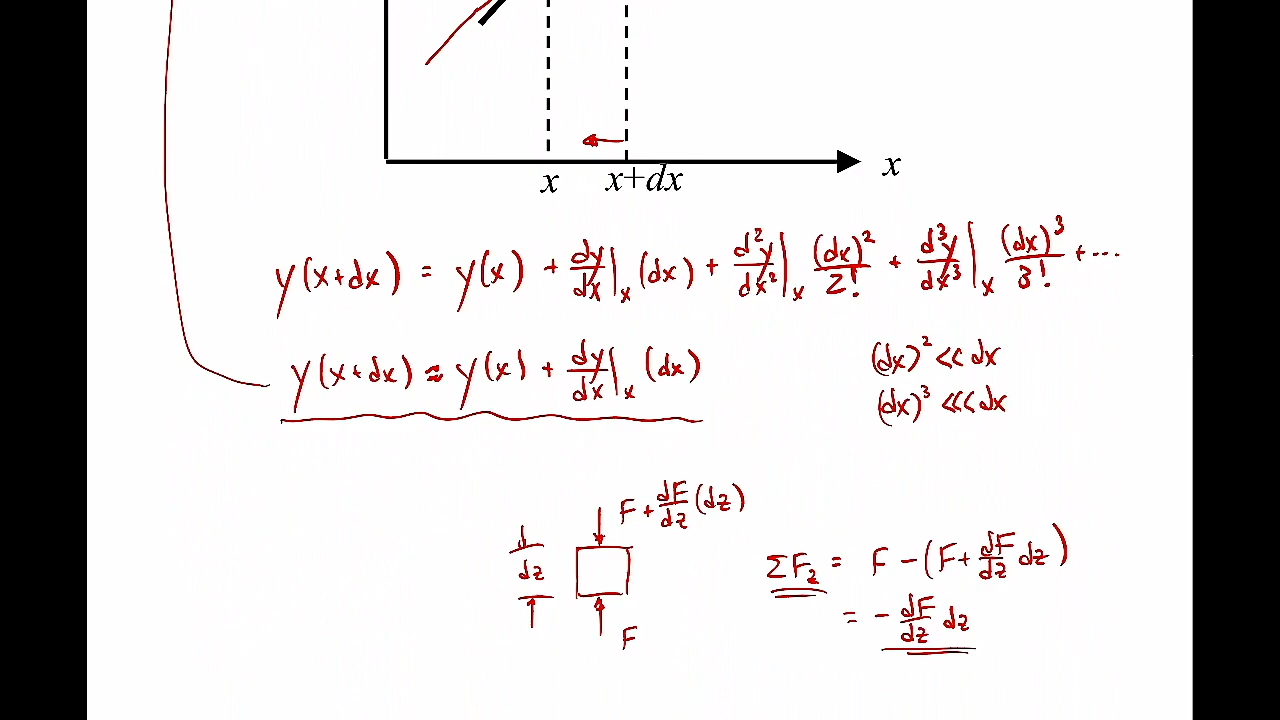 x x+dx x
y(x+dx) = y(x) + dy/dx|x (dx) + d²y/dx²|x (dx)²/2! + d³y/dx³|x (dx)³/3! + ...
y(x+dx) ≈ y(x) + dy/dx|x (dx) (dx)² << dx
(dx)³ <<< dx
F + dF/dz (dz)
dz ΣFz = F - (F + dF/dz dz)
= - dF/dz dz
F